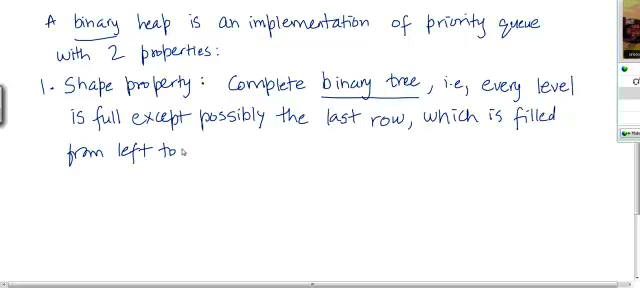 A binary heap is an implementation of priority queue
with 2 properties:
1. Shape property: Complete binary tree, i.e, every level
is full except possibly the last row, which is filled
from left to